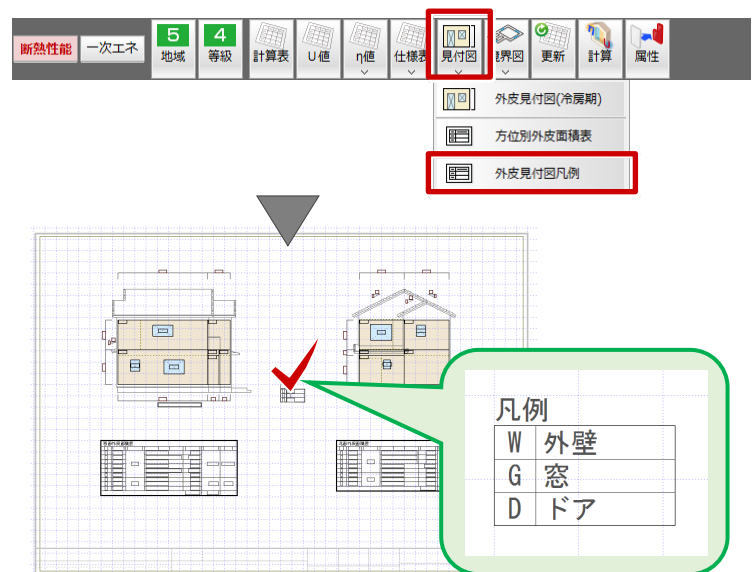 断熱性能
一次エネ
5
地域
4
等級
計算表
U値
η値
仕様表
見付図
境界図
更新
計算
属性
外皮見付図(冷房期)
方位別外皮面積表
外皮見付図凡例
凡例
W 外壁
G 窓
D ドア